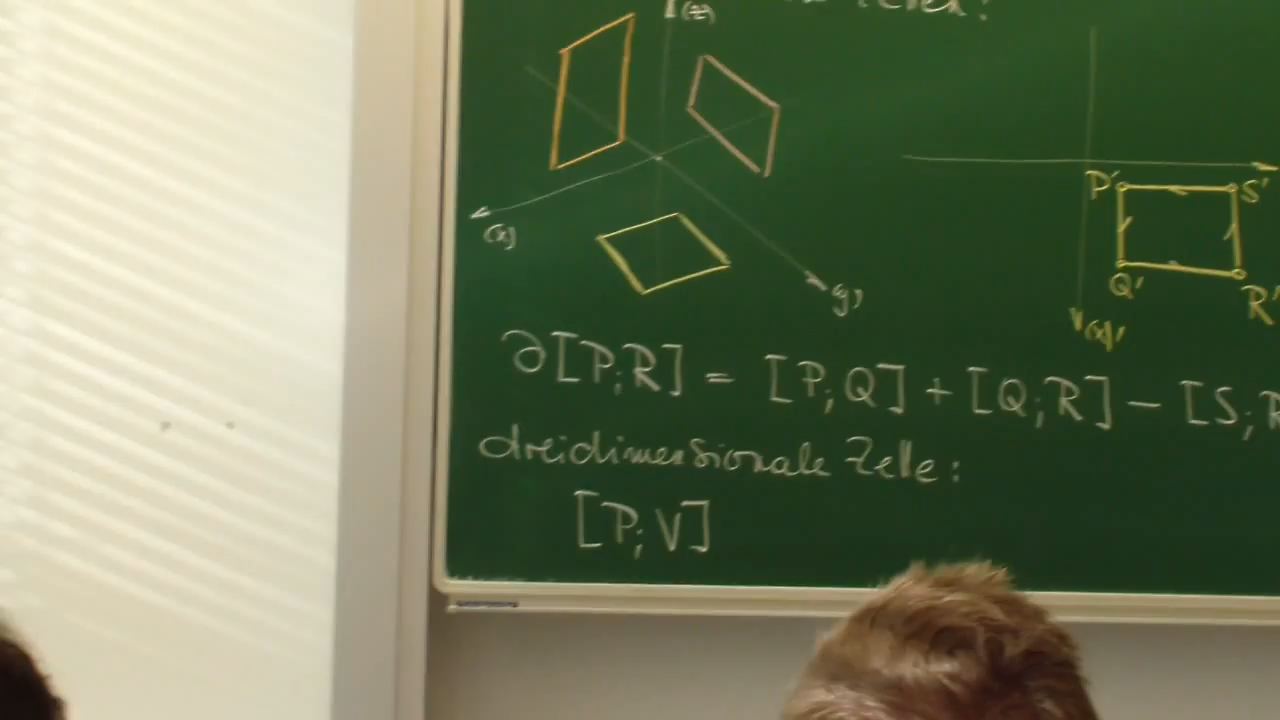 (z)
(x)
(y)
P' S'
Q' R'
(x)
∂[P;R] = [P;Q] + [Q;R] - [S;R
dreidimensionale Zelle:
[P;V]